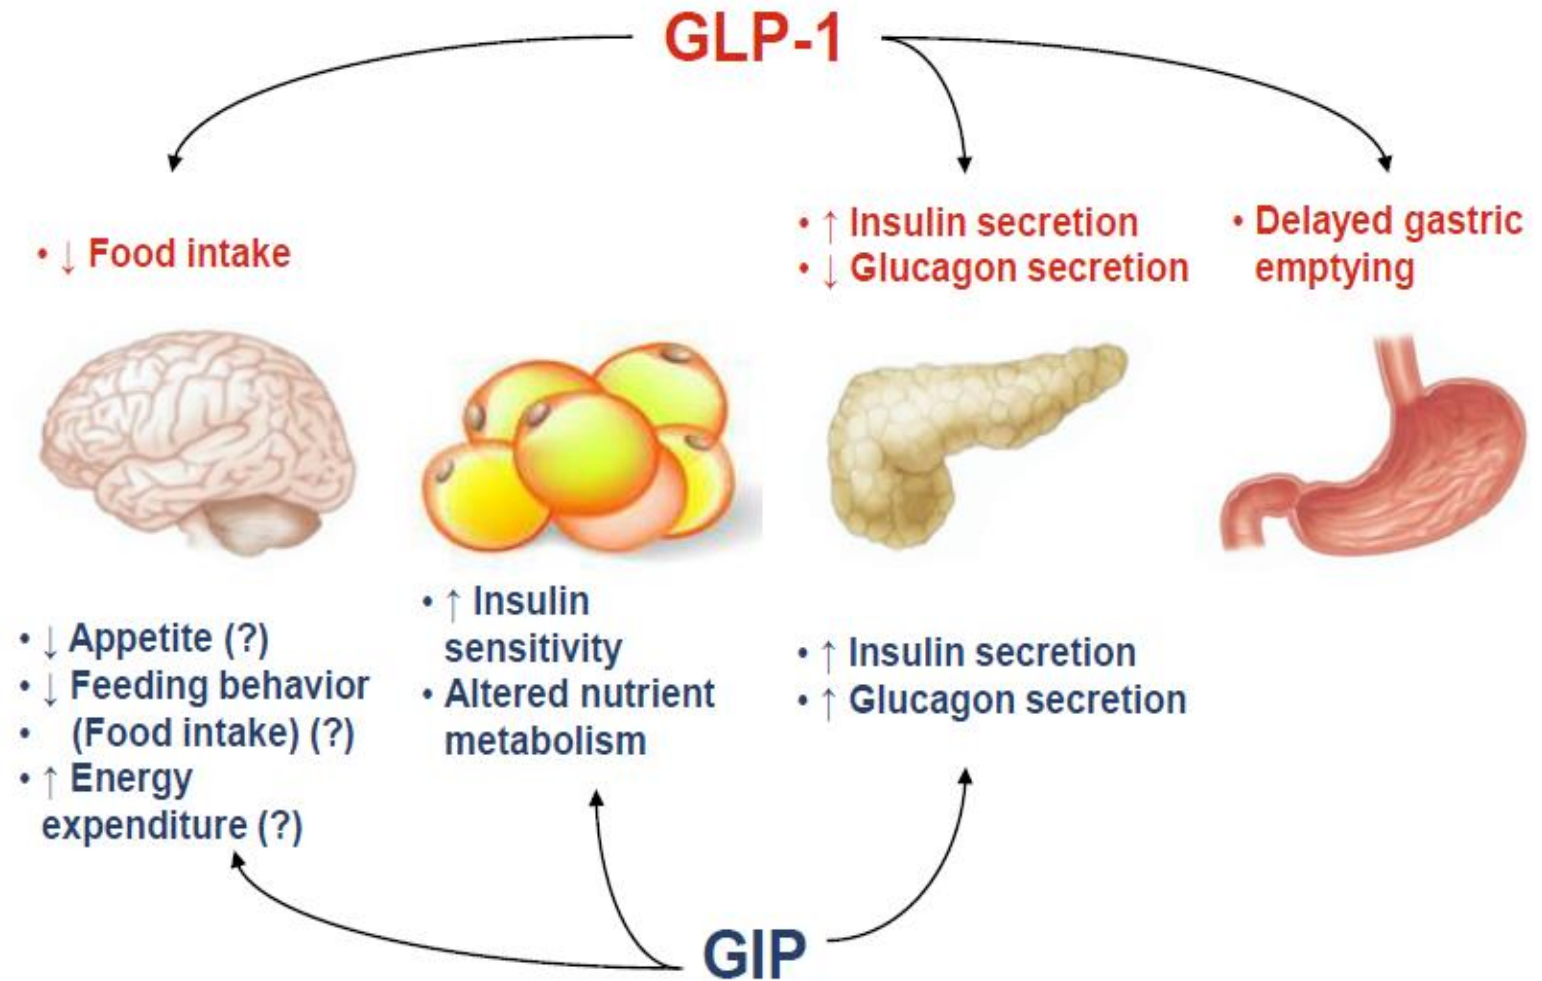 GLP-1
• ↓ Food intake
• ↑ Insulin secretion
• ↓ Glucagon secretion
• Delayed gastric
emptying
• ↓ Appetite (?)
• ↓ Feeding behavior
• (Food intake) (?)
• ↑ Energy
expenditure (?)
• ↑ Insulin
sensitivity
• Altered nutrient
metabolism
• ↑ Insulin secretion
• ↑ Glucagon secretion
GIP